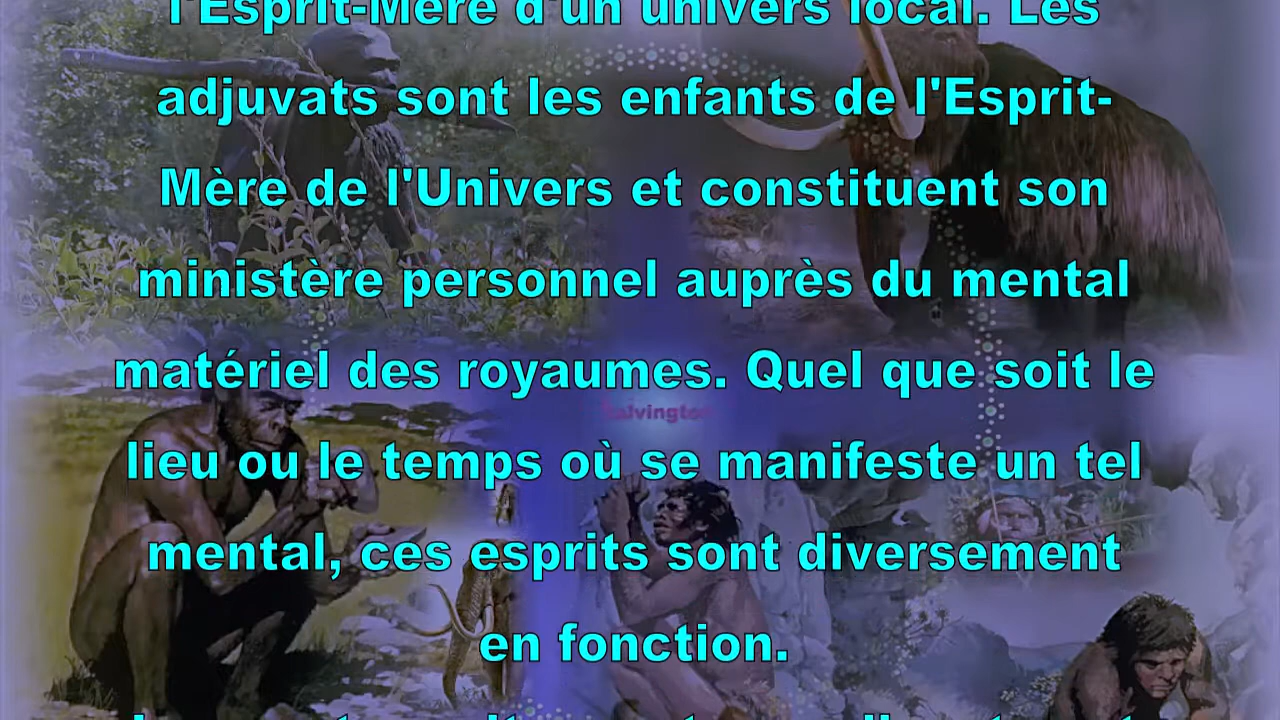 l'Esprit-Mère d'un univers local. Les
adjuvats sont les enfants de l'Esprit-
Mère de l'Univers et constituent son
ministère personnel auprès du mental
matériel des royaumes. Quel que soit le
lieu ou le temps où se manifeste un tel
mental, ces esprits sont diversement
en fonction.